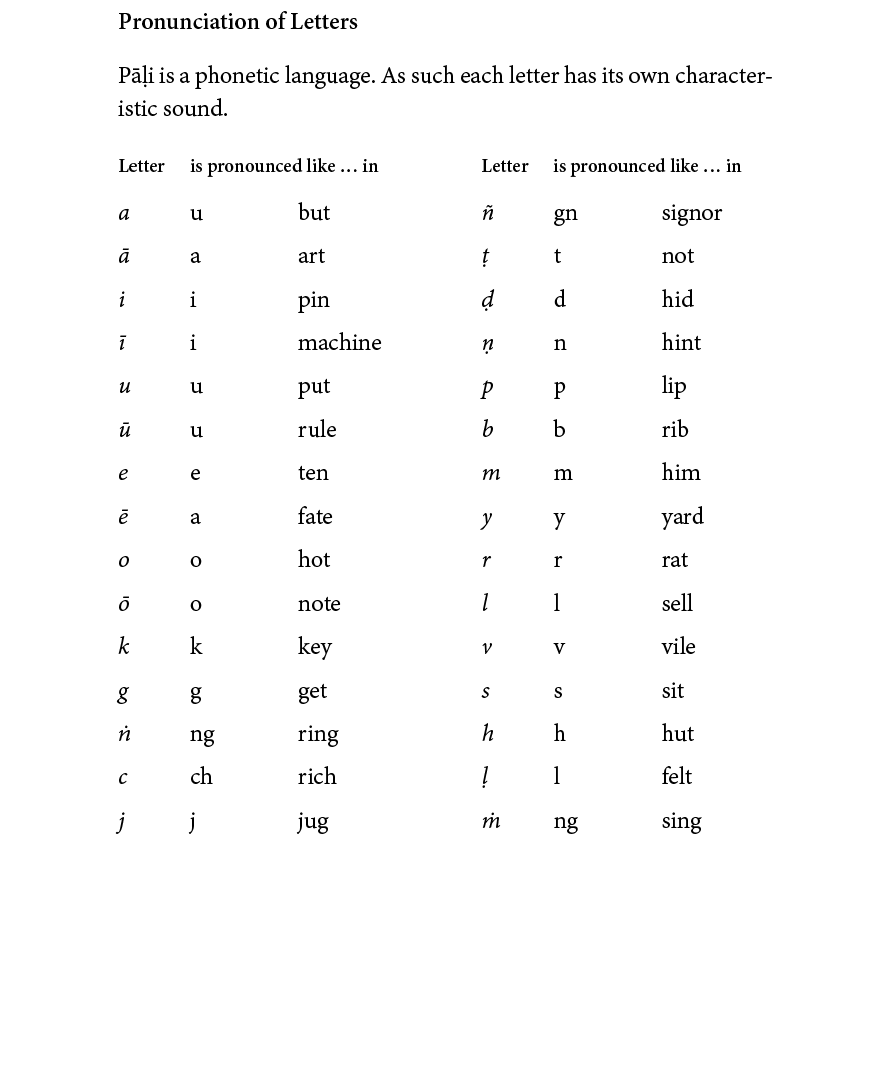 Pronunciation of Letters
Pāḷi is a phonetic language. As such each letter has its own character-
istic sound.
Letter is pronounced like … in
a u but
ā a art
i i pin
ī i machine
u u put
ū u rule
e e ten
ē a fate
o o hot
ō o note
k k key
g g get
ṅ ng ring
c ch rich
j j jug
Letter is pronounced like … in
ñ gn signor
ṭ t not
ḍ d hid
ṇ n hint
p p lip
b b rib
m m him
y y yard
r r rat
l l sell
v v vile
s s sit
h h hut
ḷ l felt
ṁ ng sing